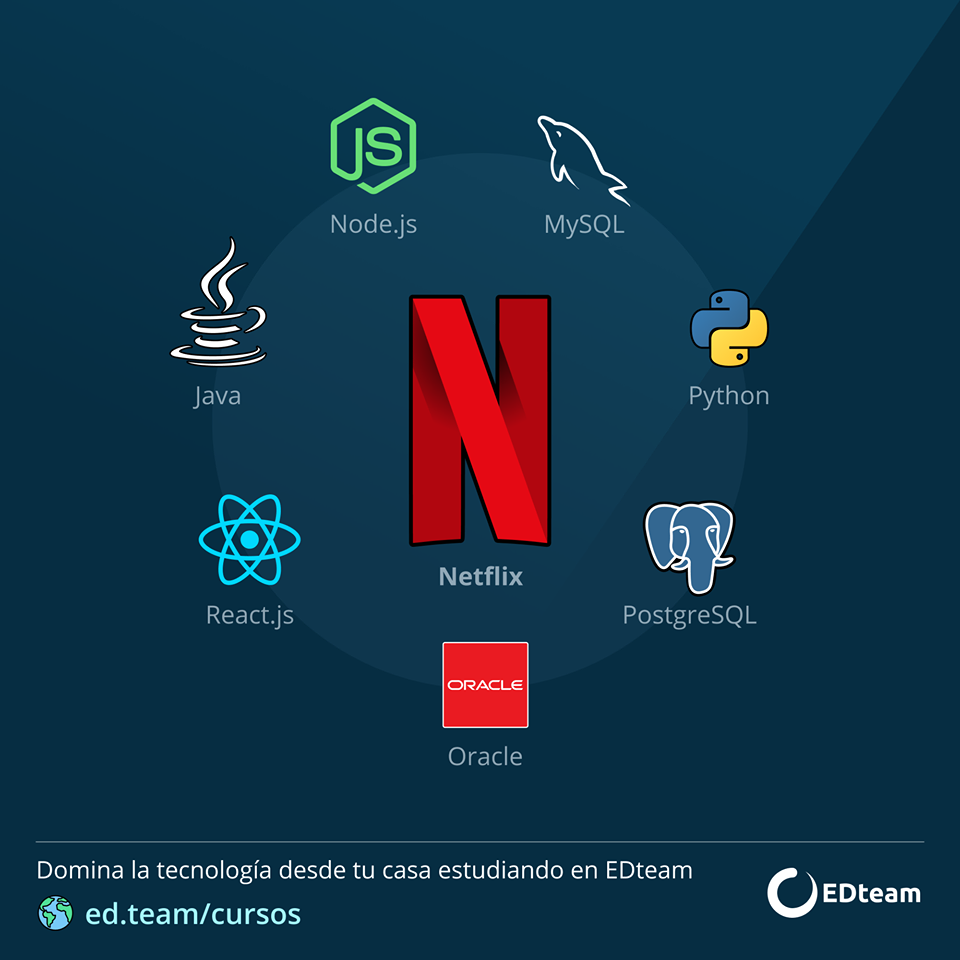 JS
Node.js
MySQL
Java
Python
N
Netflix
React.js
PostgreSQL
ORACLE
Oracle
Domina la tecnología desde tu casa estudiando en EDteam
ed.team/cursos
EDteam